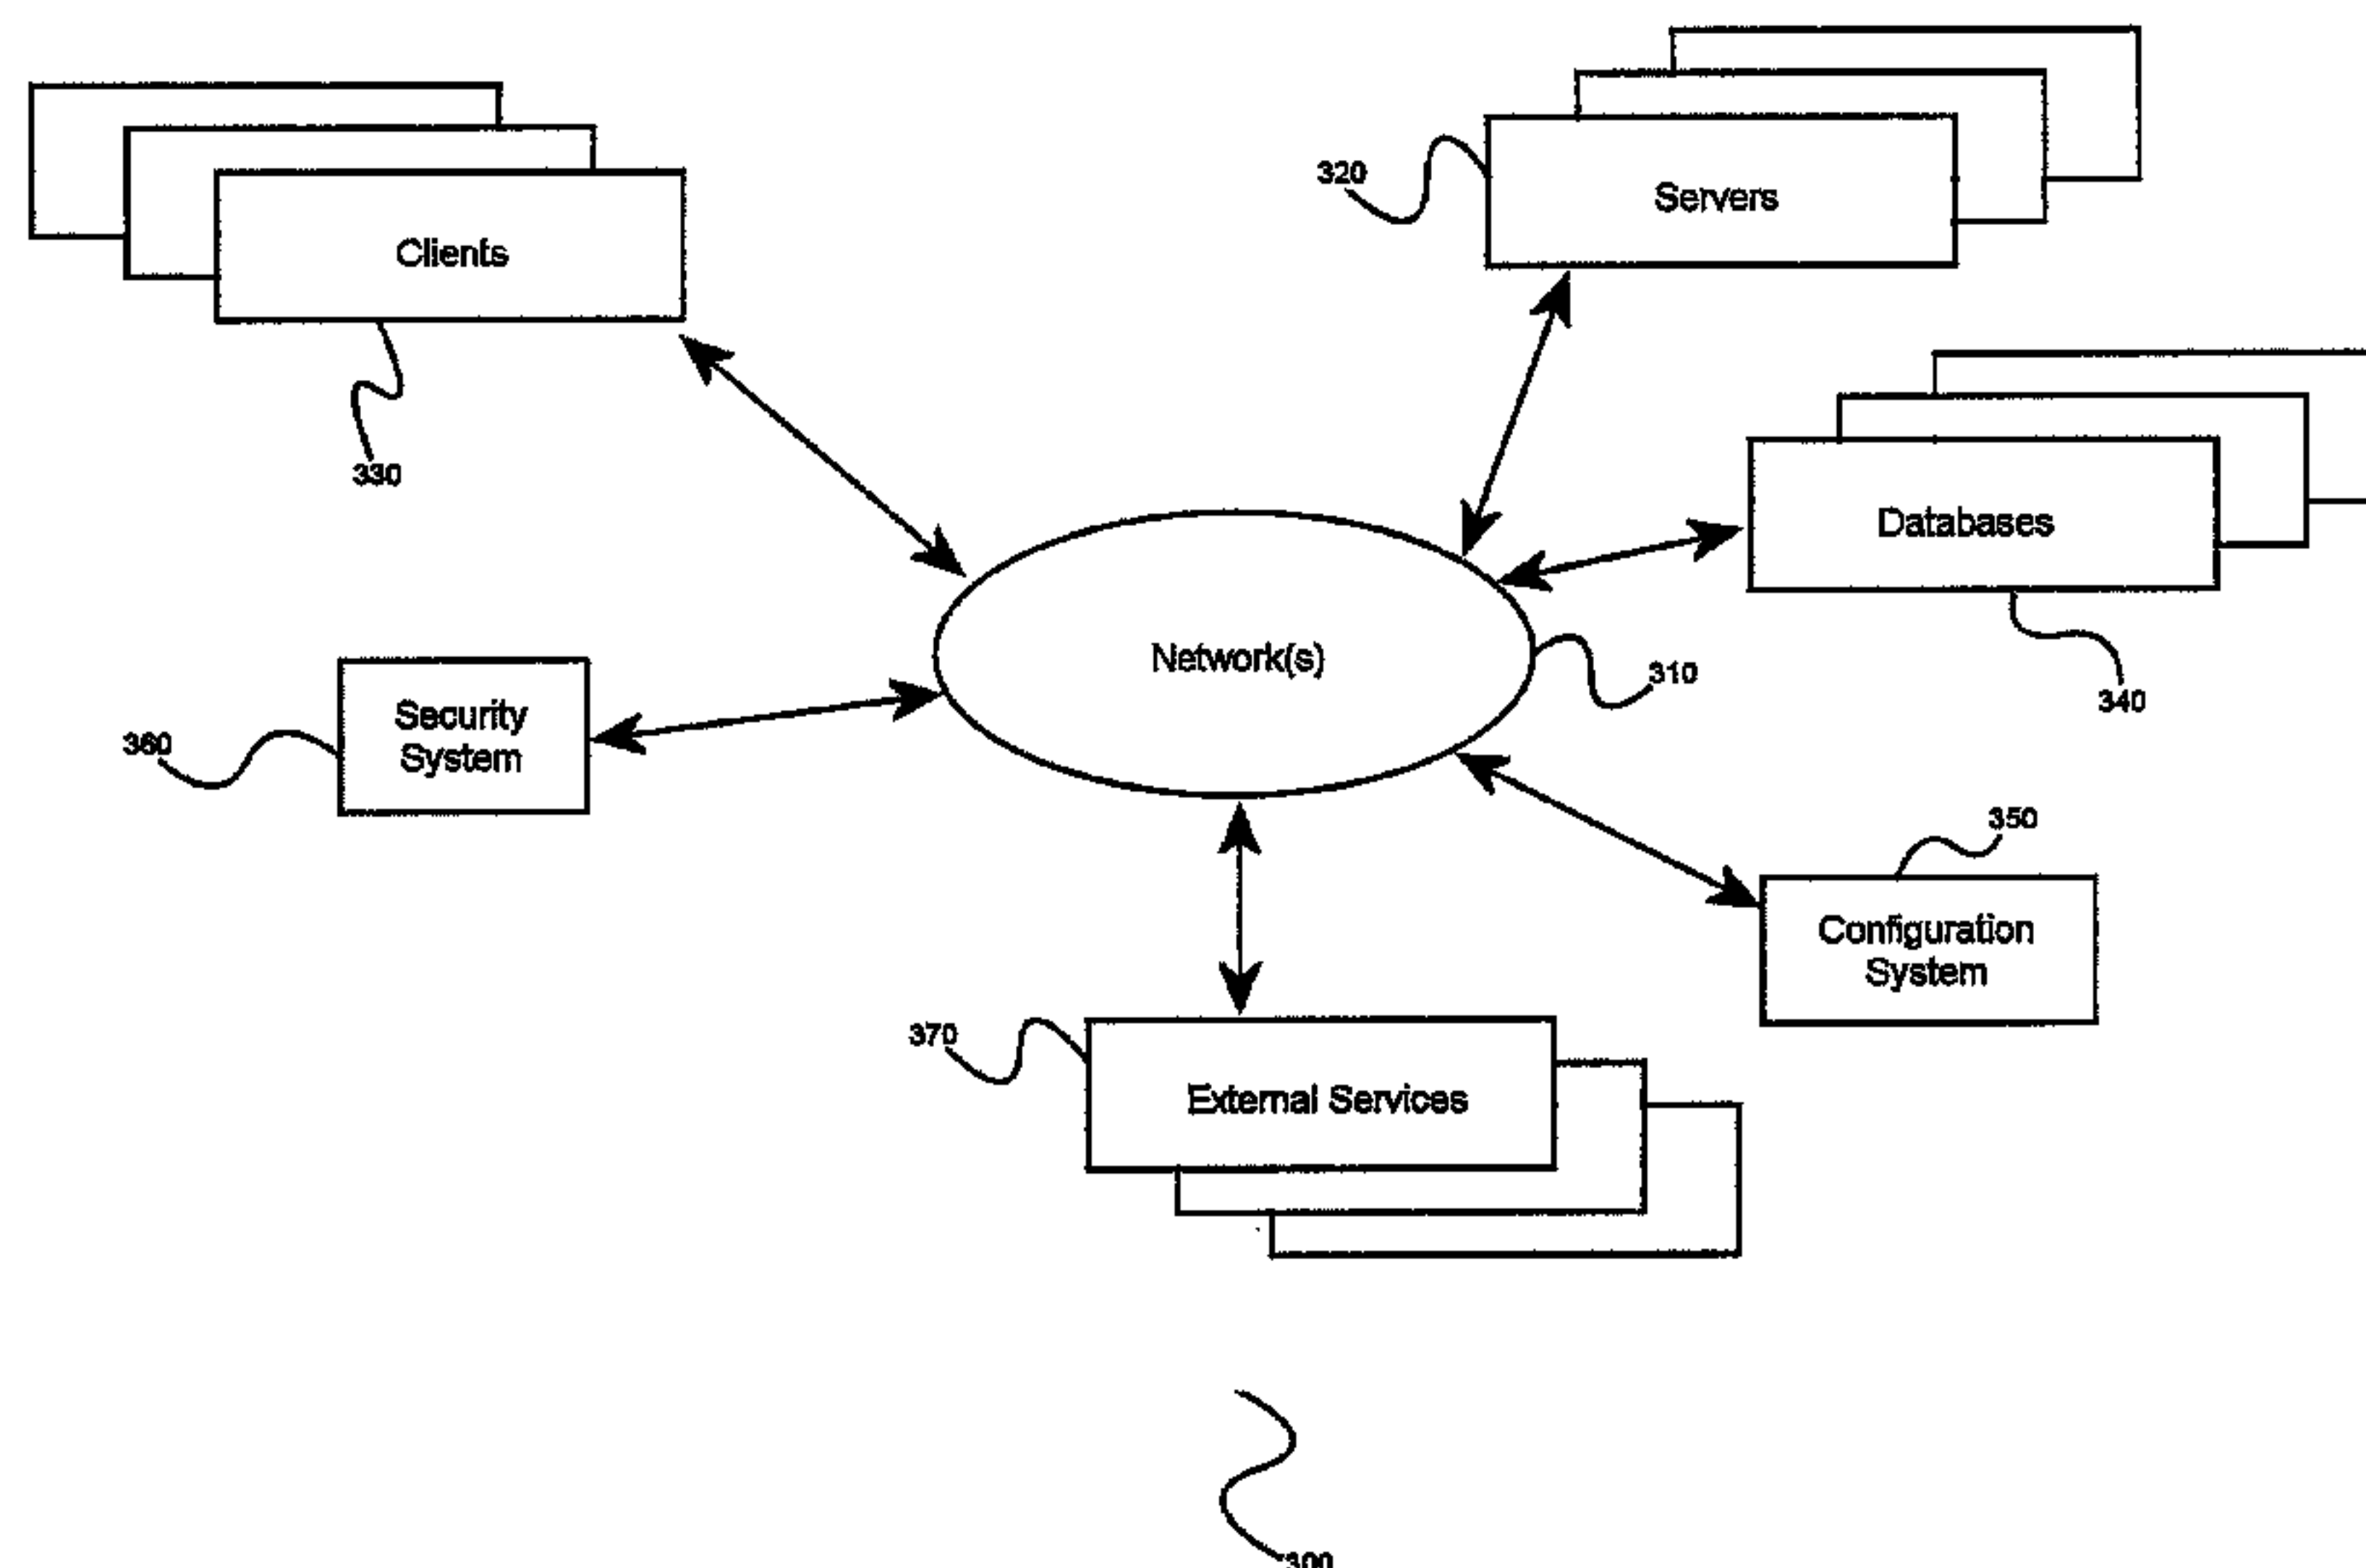 320
Servers
Clients
330
Databases
Network(s)
310
340
Security
System
360
350
Configuration
System
370
External Services
300